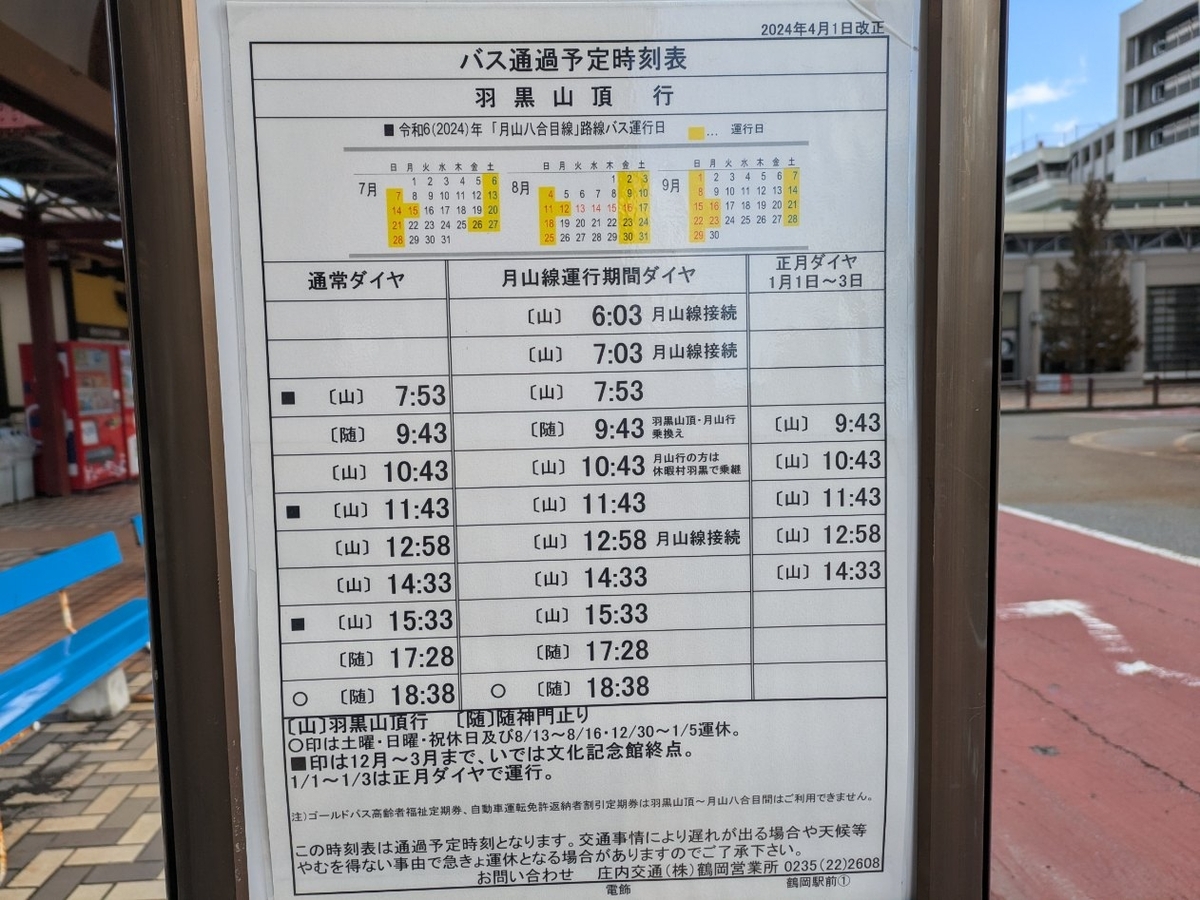 2024年4月1日改正
バス通過予定時刻表
羽黒山頂 行
■ 令和6(2024)年 「月山八合目線」路線バス運行日 … 運行日
7月
日 月 火 水 木 金 土
1 2 3 4 5 6
7 8 9 10 11 12 13
14 15 16 17 18 19 20
21 22 23 24 25 26 27
28 29 30 31
8月
日 月 火 水 木 金 土
1 2 3
4 5 6 7 8 9 10
11 12 13 14 15 16 17
18 19 20 21 22 23 24
25 26 27 28 29 30 31
9月
日 月 火 水 木 金 土
1 2 3 4 5 6 7
8 9 10 11 12 13 14
15 16 17 18 19 20 21
22 23 24 25 26 27 28
29 30
通常ダイヤ 月山線運行期間ダイヤ 正月ダイヤ
1月1日～3日
〔山〕 6:03 月山線接続
〔山〕 7:03 月山線接続
■ 〔山〕 7:53 〔山〕 7:53
〔随〕 9:43 〔随〕 9:43 羽黒山頂・月山行 乗換え 〔山〕 9:43
〔山〕 10:43 〔山〕 10:43 月山行の方は 休暇村羽黒で乗継 〔山〕 10:43
■ 〔山〕 11:43 〔山〕 11:43 〔山〕 11:43
〔山〕 12:58 〔山〕 12:58 月山線接続 〔山〕 12:58
〔山〕 14:33 〔山〕 14:33 〔山〕 14:33
■ 〔山〕 15:33 〔山〕 15:33
〔随〕 17:28 〔随〕 17:28
○ 〔随〕 18:38 ○ 〔随〕 18:38
〔山〕羽黒山頂行 〔随〕随神門止り
○印は土曜・日曜・祝休日及び8/13～8/16・12/30～1/5運休。
■印は12月～3月まで、いでは文化記念館終点。
1/1～1/3は正月ダイヤで運行。
注）ゴールドバス高齢者福祉定期券、自動車運転免許返納者割引定期券は羽黒山頂～月山八合目間はご利用できません。
この時刻表は通過予定時刻となります。交通事情により遅れが出る場合や天候等
やむを得ない事由で急きょ運休となる場合がありますのでご了承下さい。
お問い合わせ 庄内交通(株)鶴岡営業所 0235(22)2608
電飾 鶴岡駅前①